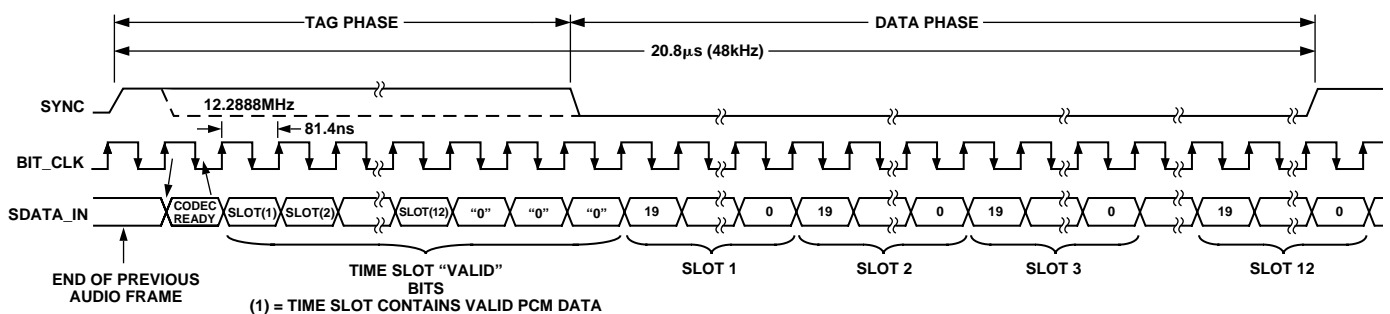 TAG PHASE
DATA PHASE
20.8μs (48kHz)
SYNC
12.2888MHz
81.4ns
BIT_CLK
SDATA_IN
CODEC
READY
SLOT(1)
SLOT(2)
SLOT(12)
“0”
“0”
“0”
19
0
19
0
19
0
19
0
END OF PREVIOUS
AUDIO FRAME
TIME SLOT “VALID”
BITS
(1) = TIME SLOT CONTAINS VALID PCM DATA
SLOT 1
SLOT 2
SLOT 3
SLOT 12